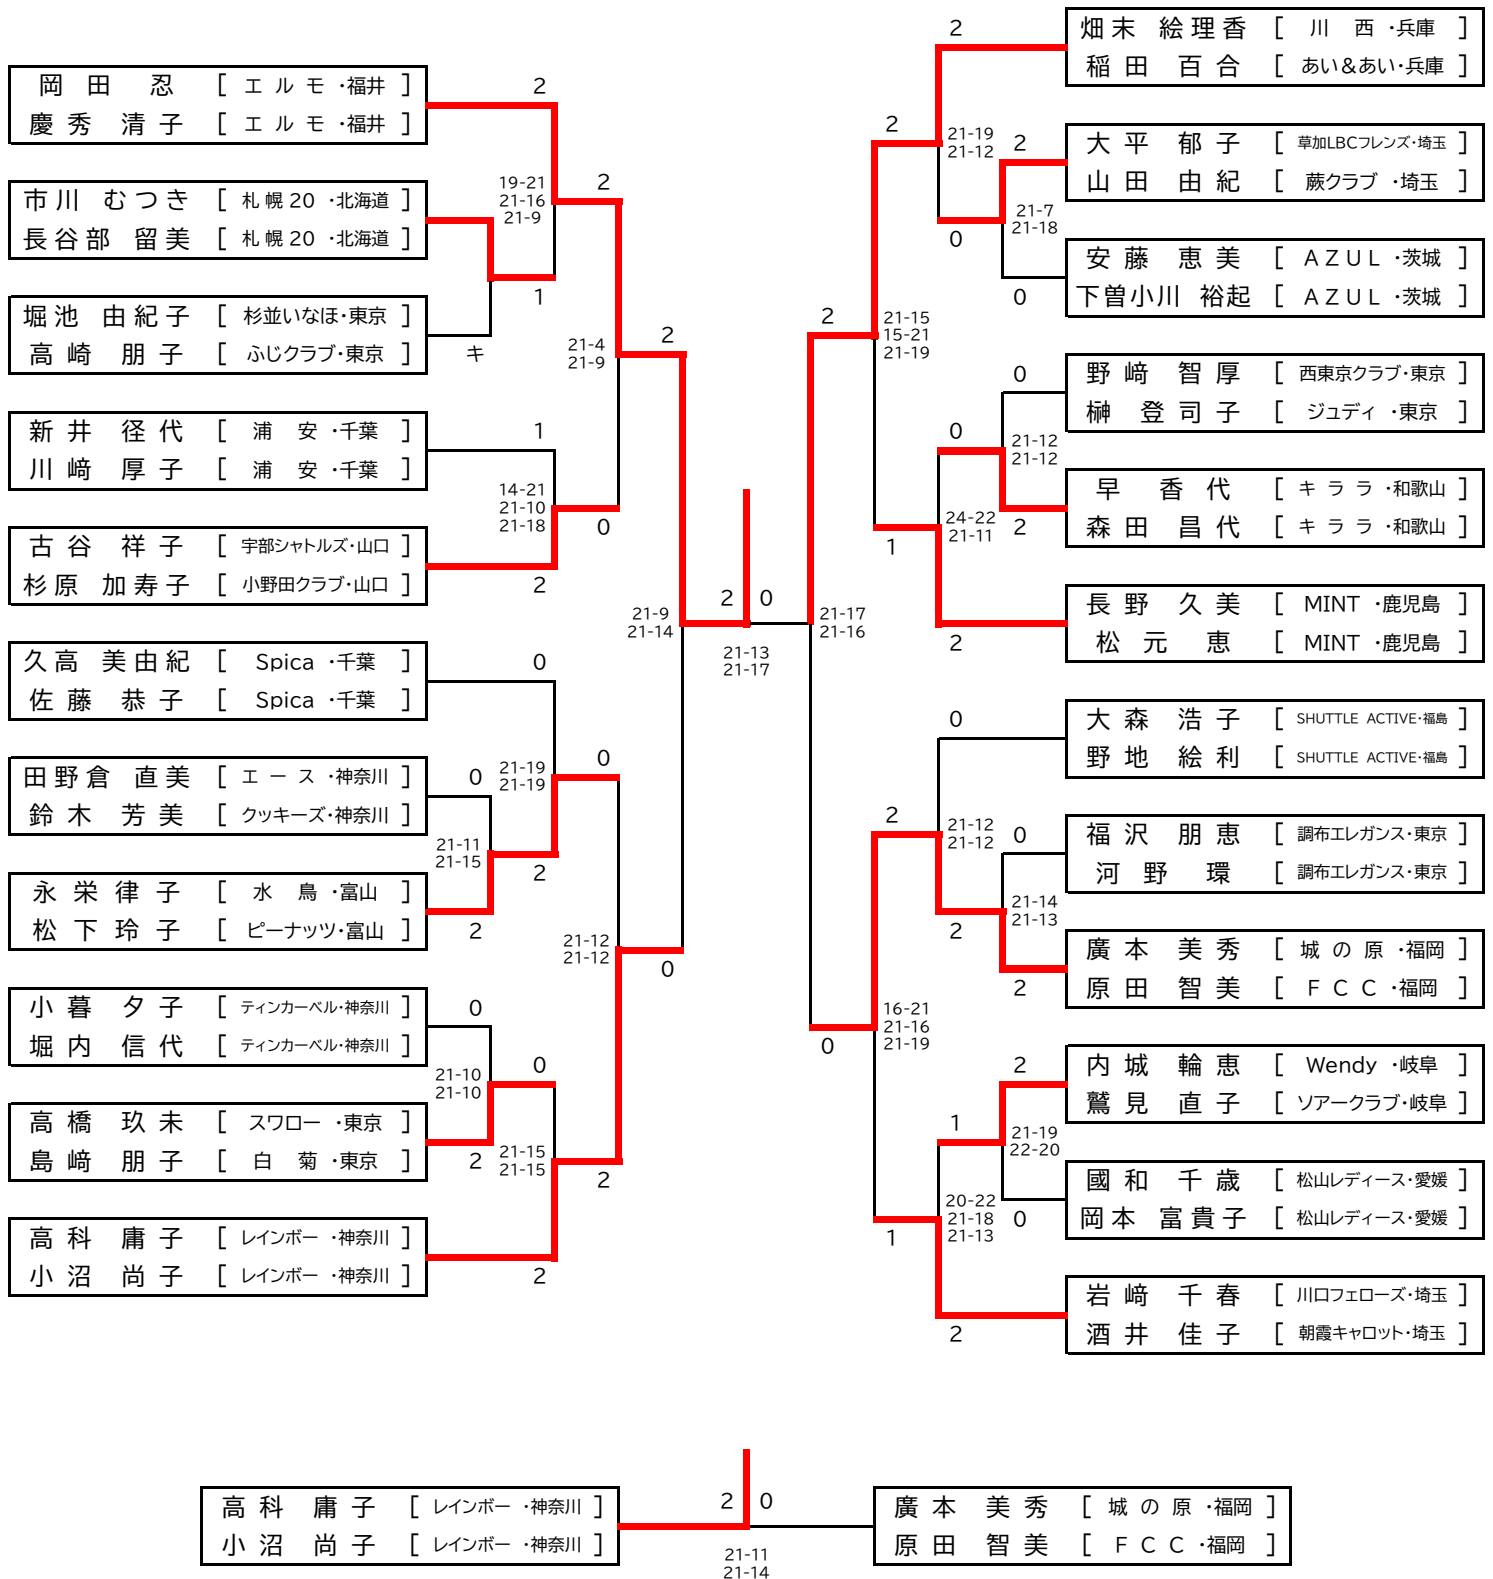 岡田 忍 [ エルモ ・福井 ]
慶秀 清子 [ エルモ ・福井 ]
2
市川 むつき [ 札幌20 ・北海道 ]
長谷部 留美 [ 札幌20 ・北海道 ]
19-21
21-16
21-9
2
1
堀池 由紀子 [ 杉並いなほ・東京 ]
高崎 朋子 [ ふじクラブ・東京 ]
キ
21-4
21-9
2
新井 径代 [ 浦安 ・千葉 ]
川﨑 厚子 [ 浦安 ・千葉 ]
1
14-21
21-10
21-18
0
古谷 祥子 [ 宇部シャトルズ・山口 ]
杉原 加寿子 [ 小野田クラブ・山口 ]
2
21-9
21-14
久高 美由紀 [ Spica ・千葉 ]
佐藤 恭子 [ Spica ・千葉 ]
0
田野倉 直美 [ エース ・神奈川 ]
鈴木 芳美 [ クッキーズ・神奈川 ]
0
21-19
21-19
0
21-11
21-15
2
永栄 律子 [ 水鳥 ・富山 ]
松下 玲子 [ ピーナッツ・富山 ]
2
21-12
21-12
0
小暮 夕子 [ ティンカーベル・神奈川 ]
堀内 信代 [ ティンカーベル・神奈川 ]
0
21-10
21-10
0
高橋 玖未 [ スワロー ・東京 ]
島﨑 朋子 [ 白菊 ・東京 ]
2
21-15
21-15
2
高科 庸子 [ レインボー ・神奈川 ]
小沼 尚子 [ レインボー ・神奈川 ]
2
2 0
21-13
21-17
畑末 絵理香 [ 川西 ・兵庫 ]
稲田 百合 [ あい＆あい・兵庫 ]
2
大平 郁子 [ 草加LBCフレンズ・埼玉 ]
山田 由紀 [ 蕨クラブ ・埼玉 ]
2
21-19
21-12
2
21-7
21-18
0
安藤 恵美 [ AZUL ・茨城 ]
下曽小川 裕起 [ AZUL ・茨城 ]
0
2
21-15
15-21
21-19
野﨑 智厚 [ 西東京クラブ・東京 ]
榊 登司子 [ ジュディ ・東京 ]
0
0
21-12
21-12
早 香代 [ キララ ・和歌山 ]
森田 昌代 [ キララ ・和歌山 ]
2
24-22
21-11
1
長野 久美 [ MINT ・鹿児島 ]
松元 恵 [ MINT ・鹿児島 ]
2
21-17
21-16
大森 浩子 [ SHUTTLE ACTIVE・福島 ]
野地 絵利 [ SHUTTLE ACTIVE・福島 ]
0
2
21-12
21-12
福沢 朋恵 [ 調布エレガンス・東京 ]
河野 環 [ 調布エレガンス・東京 ]
0
21-14
21-13
2
廣本 美秀 [ 城の原 ・福岡 ]
原田 智美 [ FCC ・福岡 ]
2
16-21
21-16
21-19
0
内城 輪恵 [ Wendy ・岐阜 ]
鷲見 直子 [ ソアークラブ・岐阜 ]
2
1
21-19
22-20
國和 千歳 [ 松山レディース・愛媛 ]
岡本 富貴子 [ 松山レディース・愛媛 ]
0
20-22
21-18
21-13
1
岩﨑 千春 [ 川口フェローズ・埼玉 ]
酒井 佳子 [ 朝霞キャロット・埼玉 ]
2
高科 庸子 [ レインボー ・神奈川 ]
小沼 尚子 [ レインボー ・神奈川 ]
2 0
21-11
21-14
廣本 美秀 [ 城の原 ・福岡 ]
原田 智美 [ FCC ・福岡 ]